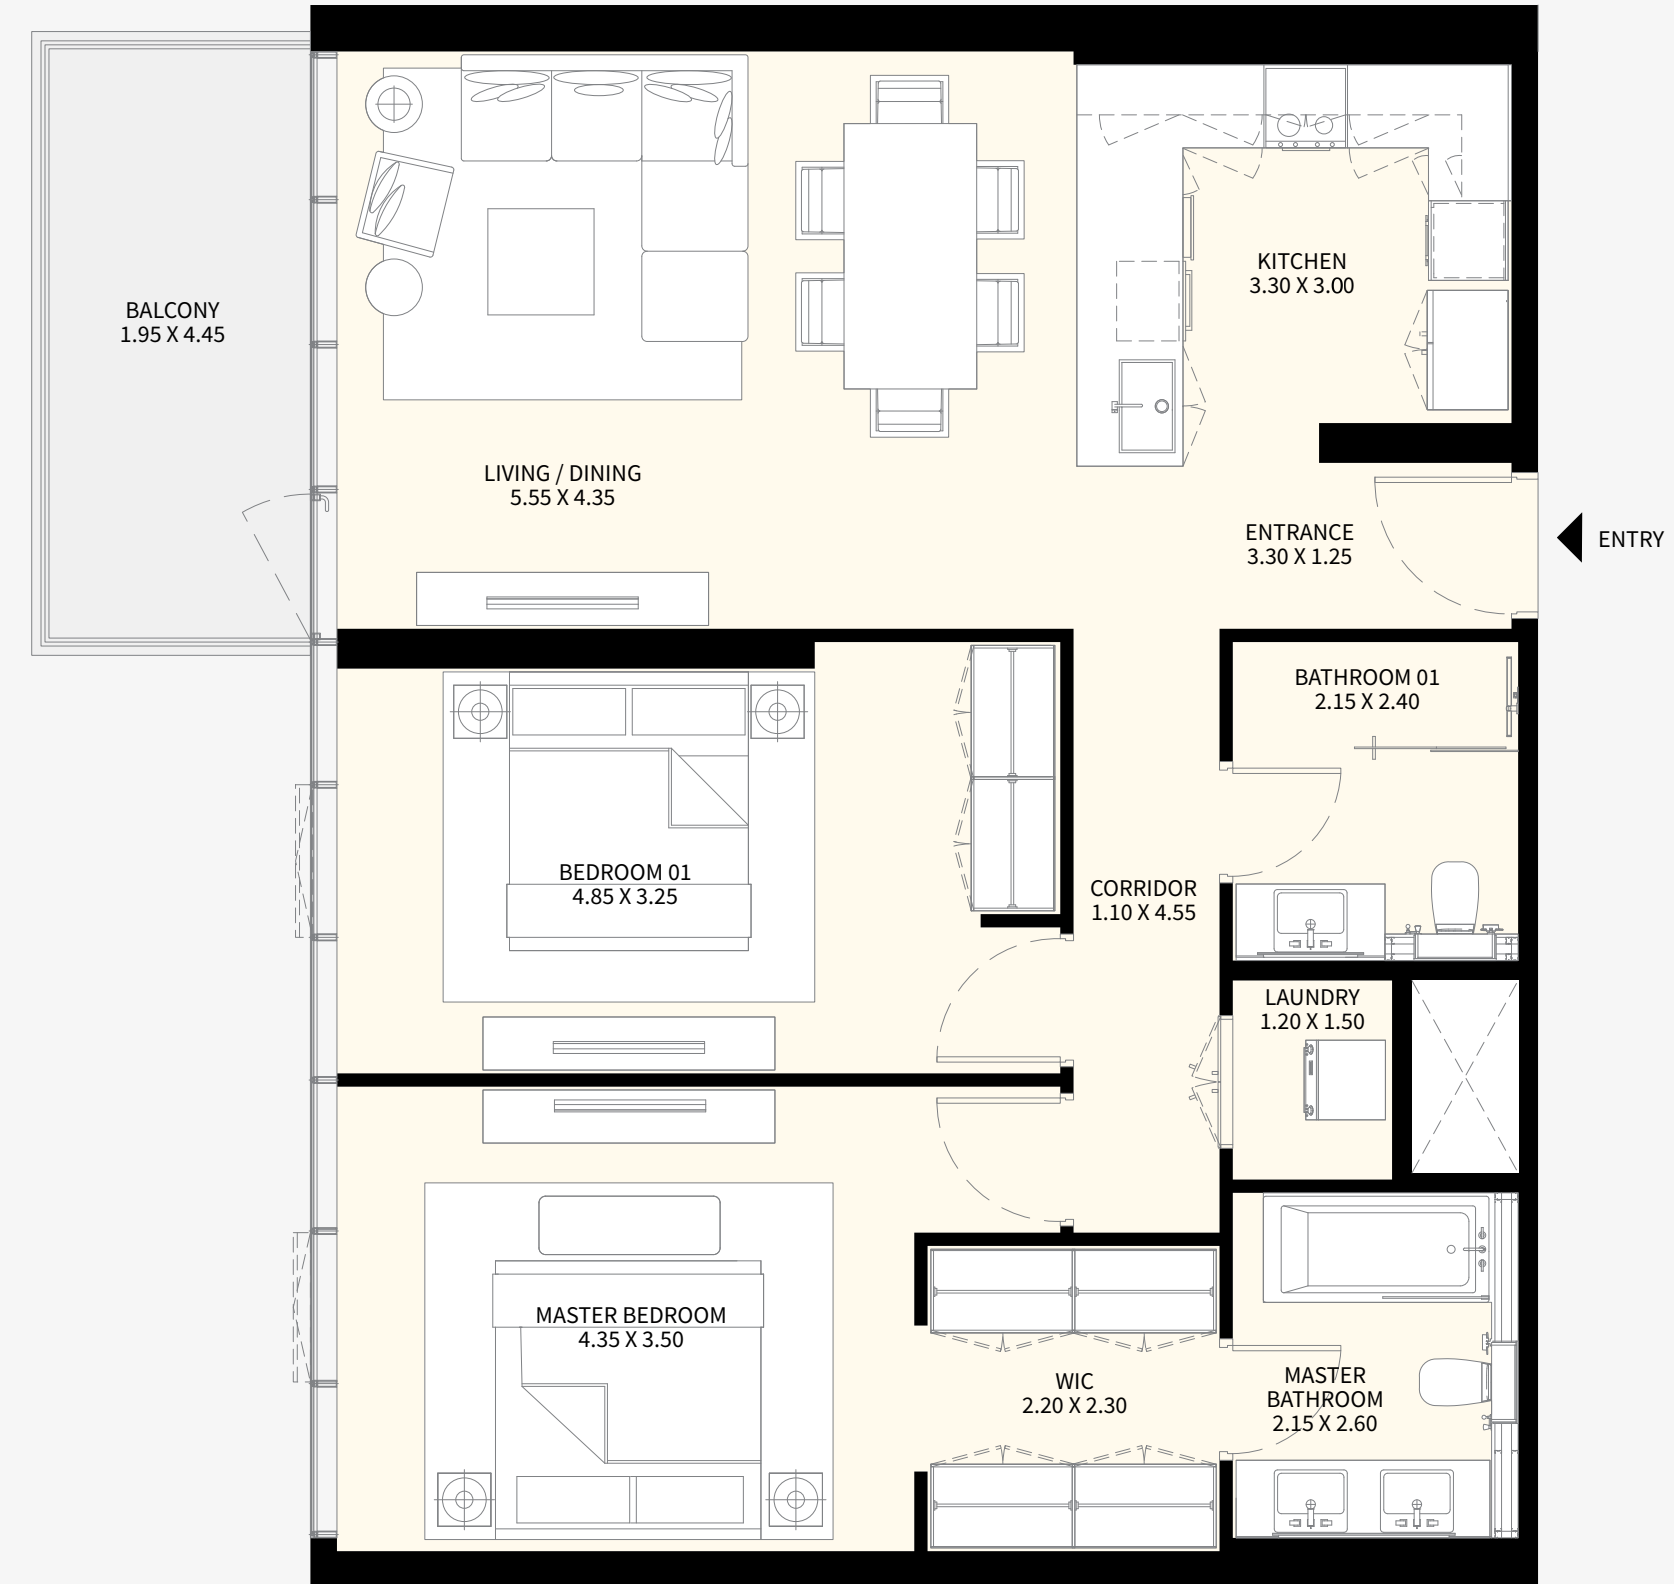 KITCHEN
3.30 X 3.00
BALCONY
1.95 X 4.45
LIVING / DINING
5.55 X 4.35
ENTRANCE
3.30 X 1.25
ENTRY
BATHROOM 01
2.15 X 2.40
BEDROOM 01
4.85 X 3.25
CORRIDOR
1.10 X 4.55
LAUNDRY
1.20 X 1.50
MASTER BEDROOM
4.35 X 3.50
WIC
2.20 X 2.30
MASTER
BATHROOM
2.15 X 2.60